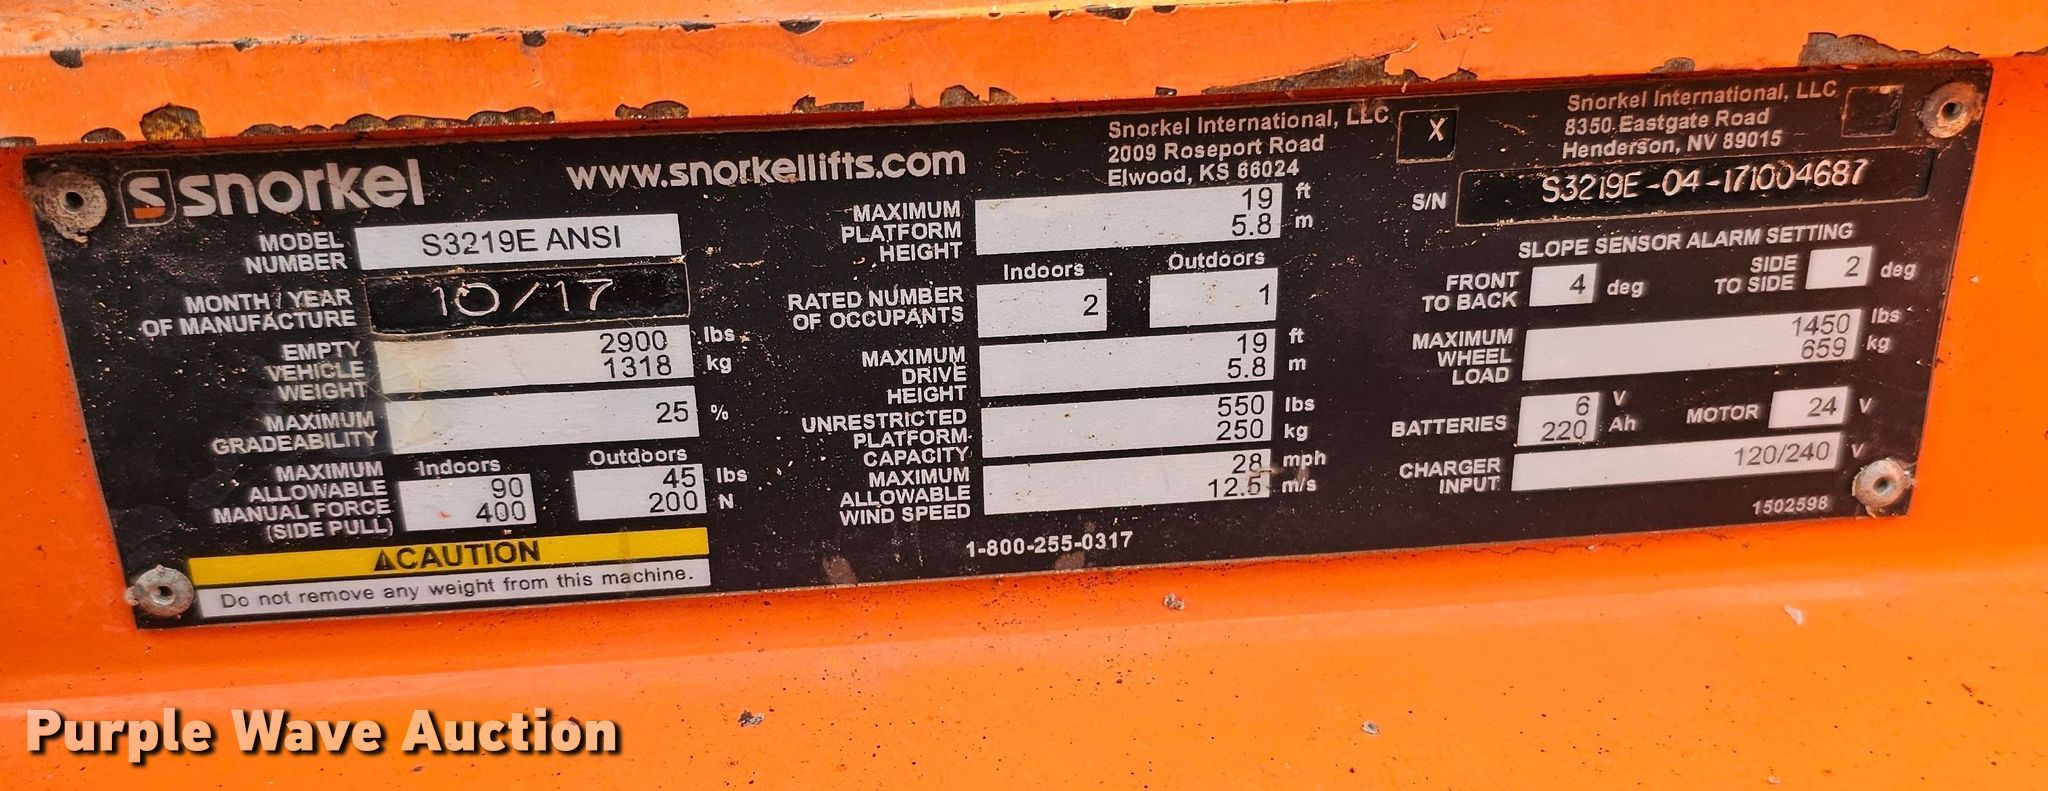 snorkel
www.snorkellifts.com
Snorkel International, LLC
2009 Roseport Road
Elwood, KS 66024
X
Snorkel International, LLC
8350 Eastgate Road
Henderson, NV 89015
S/N S3219E-04-171004687
MODEL NUMBER S3219E ANSI
MONTH / YEAR
OF MANUFACTURE 10/17
EMPTY
VEHICLE
WEIGHT
2900 lbs
1318 kg
MAXIMUM
GRADEABILITY
25 %
MAXIMUM
ALLOWABLE
MANUAL FORCE
(SIDE PULL)
Indoors
90
400
Outdoors
45 lbs
200 N
CAUTION
Do not remove any weight from this machine.
MAXIMUM
PLATFORM
HEIGHT
19 ft
5.8 m
RATED NUMBER
OF OCCUPANTS
Indoors
2
Outdoors
1
MAXIMUM
DRIVE
HEIGHT
19 ft
5.8 m
UNRESTRICTED
PLATFORM
CAPACITY
550 lbs
250 kg
MAXIMUM
ALLOWABLE
WIND SPEED
28 mph
12.5 m/s
1-800-255-0317
SLOPE SENSOR ALARM SETTING
FRONT
TO BACK
4 deg
SIDE
TO SIDE
2 deg
MAXIMUM
WHEEL
LOAD
1450 lbs
659 kg
BATTERIES
6 V
220 Ah
MOTOR 24 V
CHARGER
INPUT
120/240 V
1502598
Purple Wave Auction